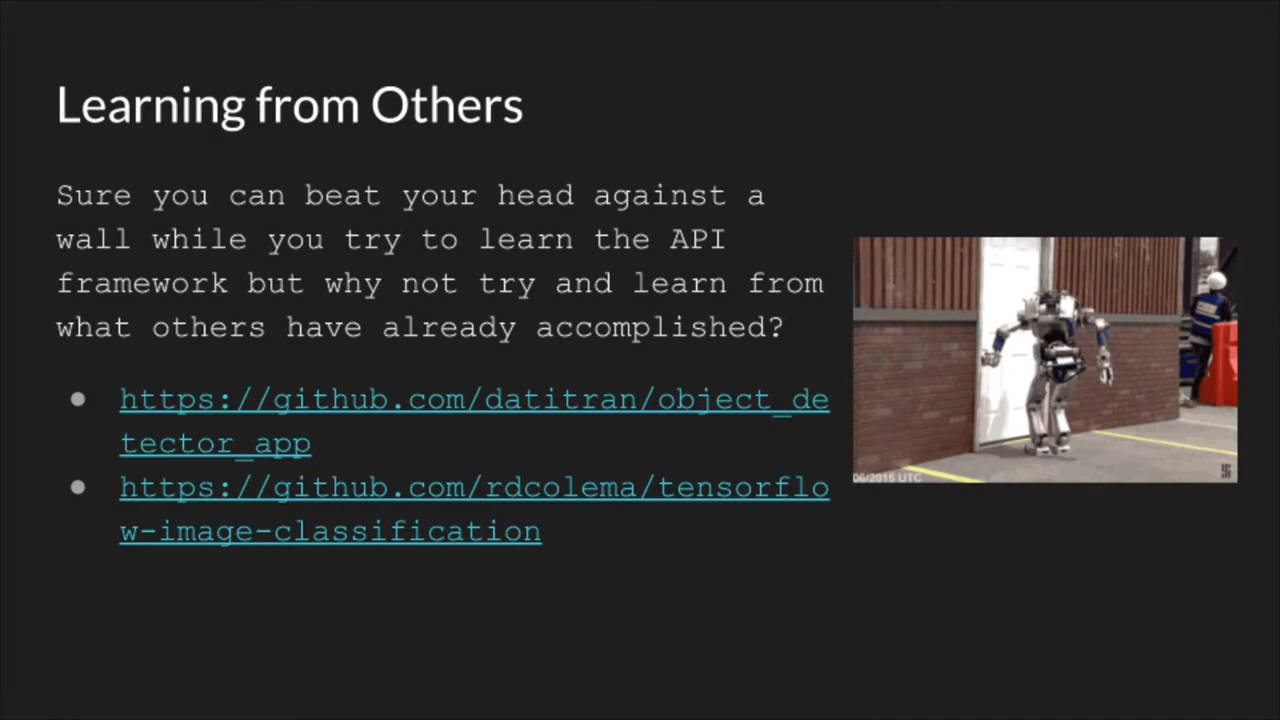 Learning from Others
Sure you can beat your head against a
wall while you try to learn the API
framework but why not try and learn from
what others have already accomplished?
https://github.com/datitran/object_de
tector_app
https://github.com/rdcolema/tensorflo
w-image-classification
06/2015 UTC